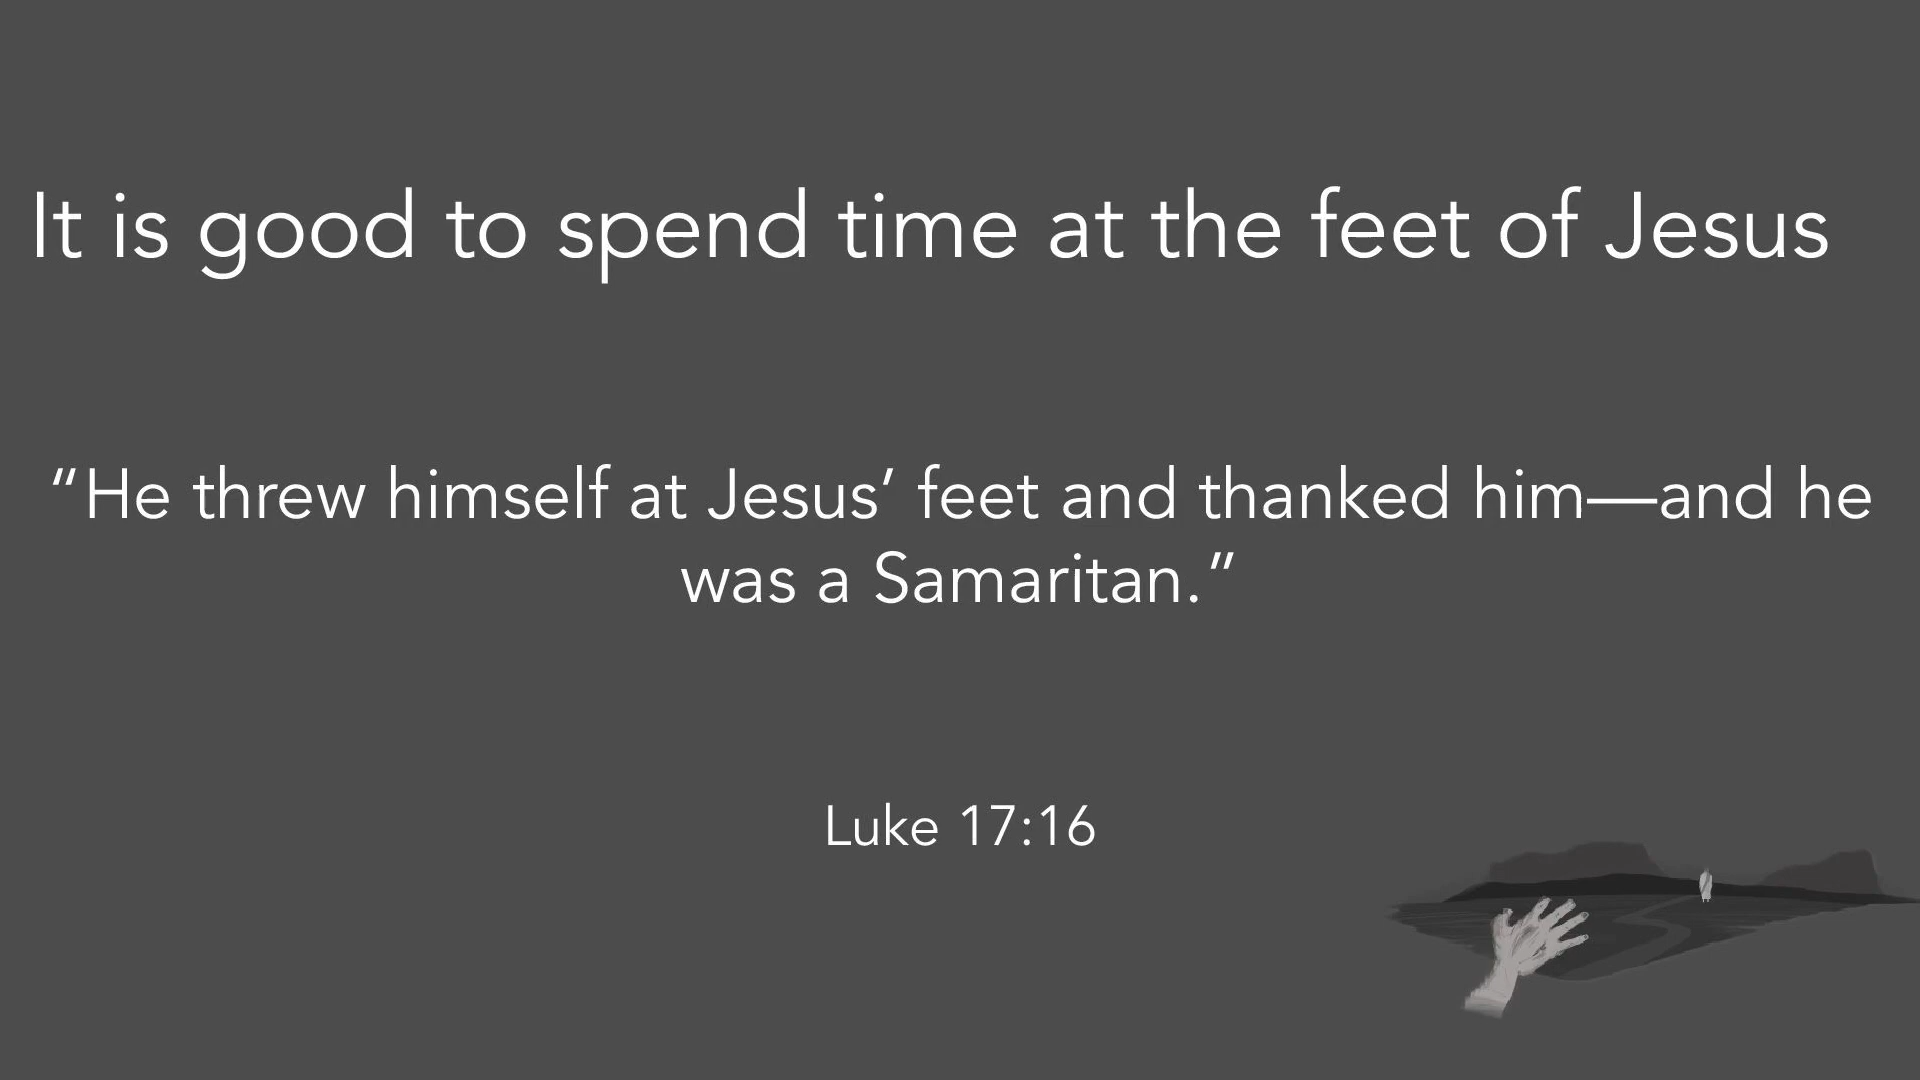 It is good to spend time at the feet of Jesus
“He threw himself at Jesus’ feet and thanked him—and he
was a Samaritan.”
Luke 17:16